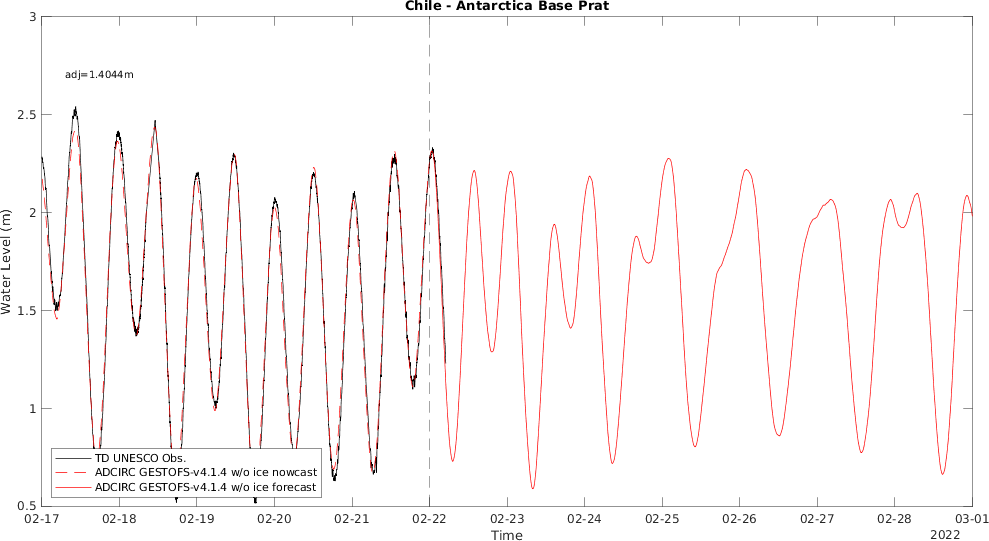 Chile - Antarctica Base Prat
adj=1.4044m
Water Level (m)
3
2.5
2
1.5
1
0.5
TD UNESCO Obs.
ADCIRC GESTOFS-v4.1.4 w/o ice nowcast
ADCIRC GESTOFS-v4.1.4 w/o ice forecast
02-17 02-18 02-19 02-20 02-21 02-22 02-23 02-24 02-25 02-26 02-27 02-28 03-01
Time
2022